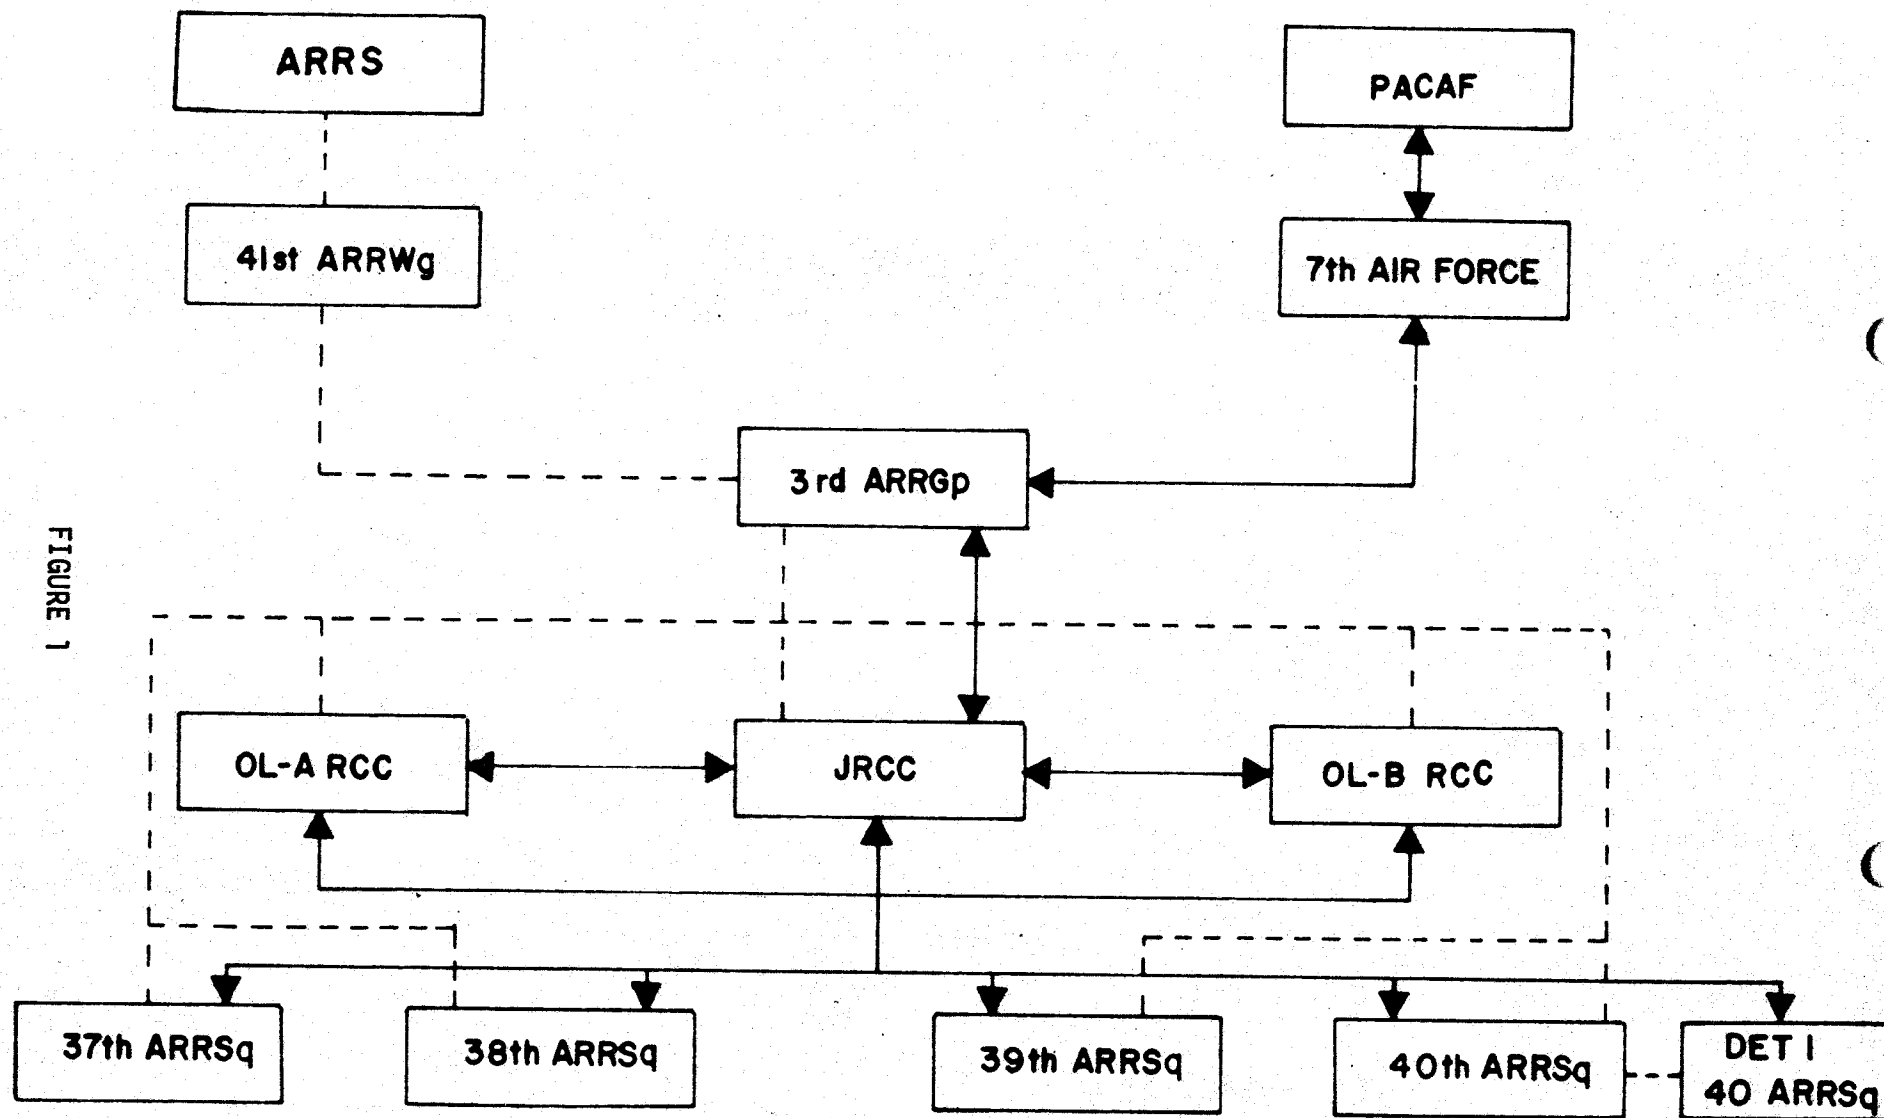 ARRS
PACAF
41st ARRWg
7th AIR FORCE
3rd ARRGp
FIGURE 1
OL-A RCC
JRCC
OL-B RCC
37th ARRSq
38th ARRSq
39th ARRSq
40th ARRSq
DET 1
40 ARRSq